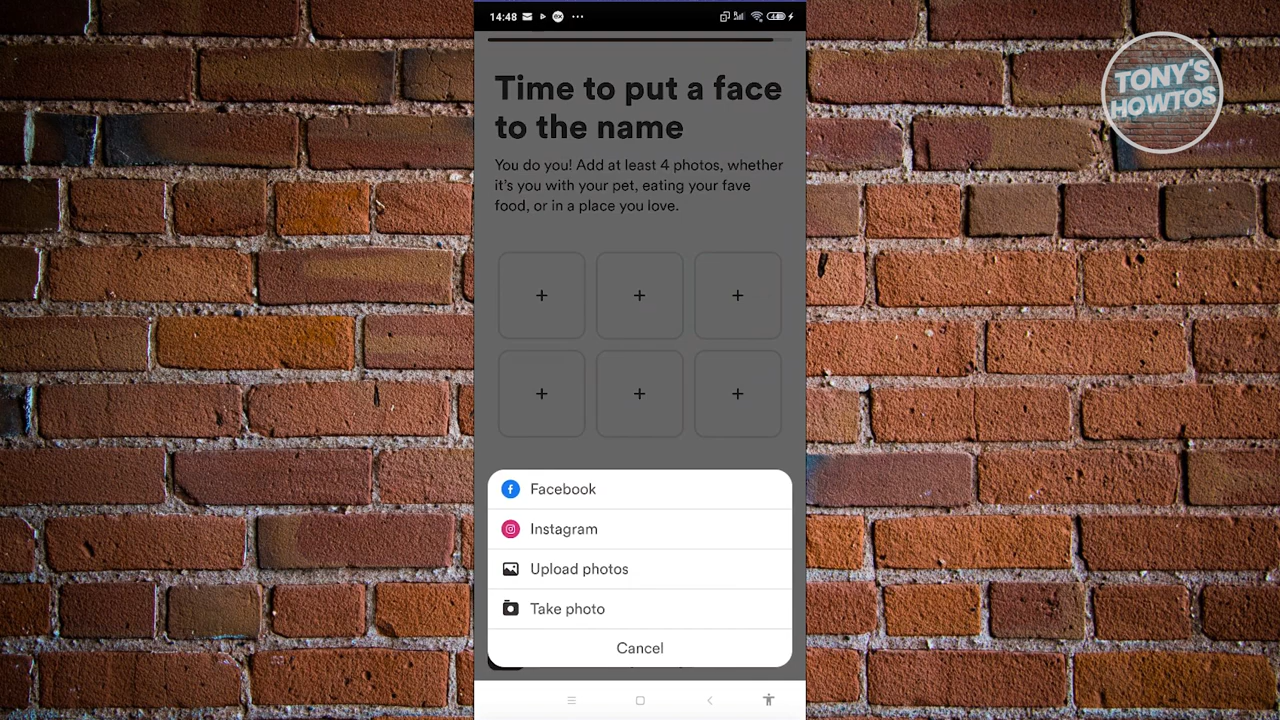 14:48
TONY'S
HOWTOS
Time to put a face
to the name
You do you! Add at least 4 photos, whether
it's you with your pet, eating your fave
food, or in a place you love.
+ + +
+ + +
Facebook
Instagram
Upload photos
Take photo
Cancel